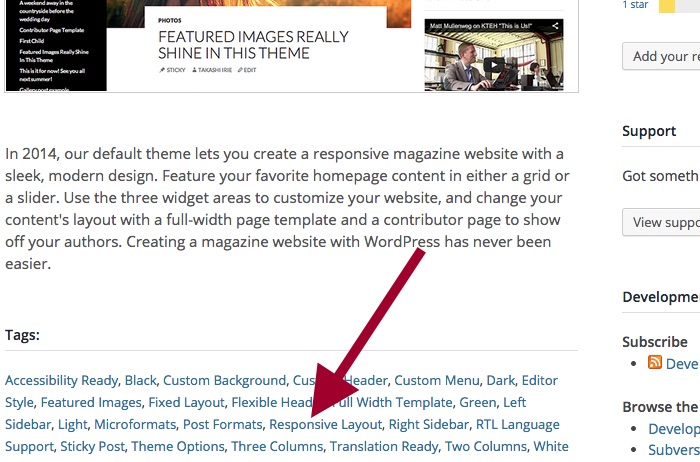 A weekend away in the
countryside before the
wedding day
Contributor Page Template
First Child
Featured Images Really Shine
In This Theme
This is it for now! See you all
next summer!
Gallery post example
PHOTOS
FEATURED IMAGES REALLY
SHINE IN THIS THEME
STICKY TAKASHI IRIE EDIT
Matt Mullenweg on KTEH "This is Us!"
1 star
Add your re
In 2014, our default theme lets you create a responsive magazine website with a
sleek, modern design. Feature your favorite homepage content in either a grid or
a slider. Use the three widget areas to customize your website, and change your
content's layout with a full-width page template and a contributor page to show
off your authors. Creating a magazine website with WordPress has never been
easier.
Tags:
Accessibility Ready, Black, Custom Background, Cus Header, Custom Menu, Dark, Editor
Style, Featured Images, Fixed Layout, Flexible Head ull Width Template, Green, Left
Sidebar, Light, Microformats, Post Formats, Responsive Layout, Right Sidebar, RTL Language
Support, Sticky Post, Theme Options, Three Columns, Translation Ready, Two Columns, White
Support
Got someth
View suppo
Developme
Subscribe
Deve
Browse the
Develop
Subvers